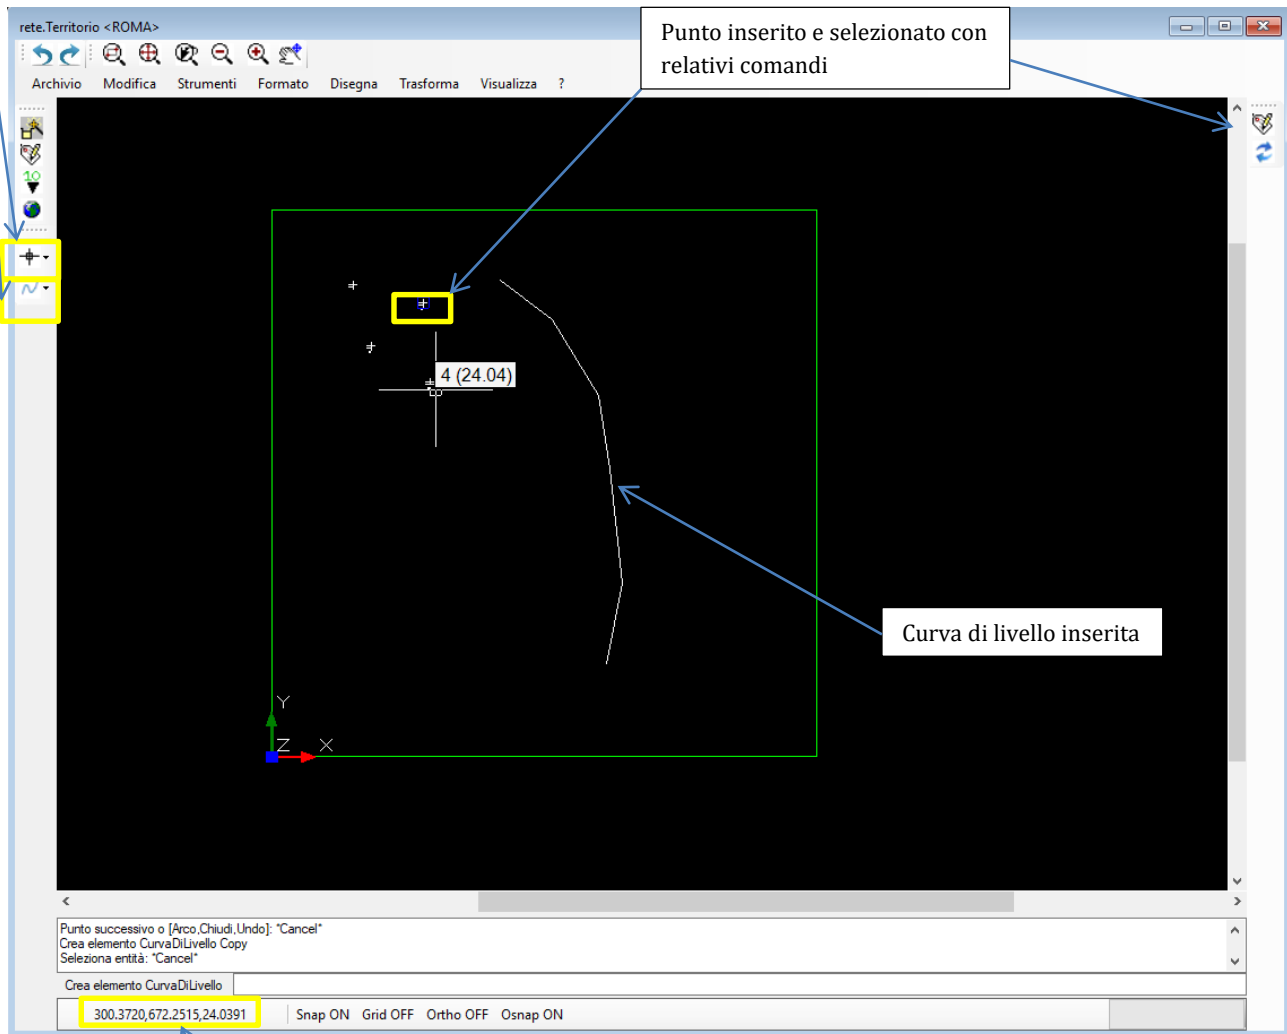 rete.Territorio <ROMA>
Punto inserito e selezionato con
relativi comandi
Archivio Modifica Strumenti Formato Disegna Trasforma Visualizza ?
10
4 (24.04)
Curva di livello inserita
Y
Z X
Punto successivo o [Arco,Chiudi,Undo]: *Cancel*
Crea elemento CurvaDiLivello Copy
Seleziona entità: *Cancel*
Crea elemento CurvaDiLivello
300.3720,672.2515,24.0391 Snap ON Grid OFF Ortho OFF Osnap ON